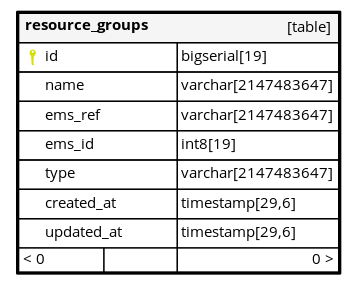 resource_groups [table]
id bigserial[19]
name varchar[2147483647]
ems_ref varchar[2147483647]
ems_id int8[19]
type varchar[2147483647]
created_at timestamp[29,6]
updated_at timestamp[29,6]
< 0 0 >